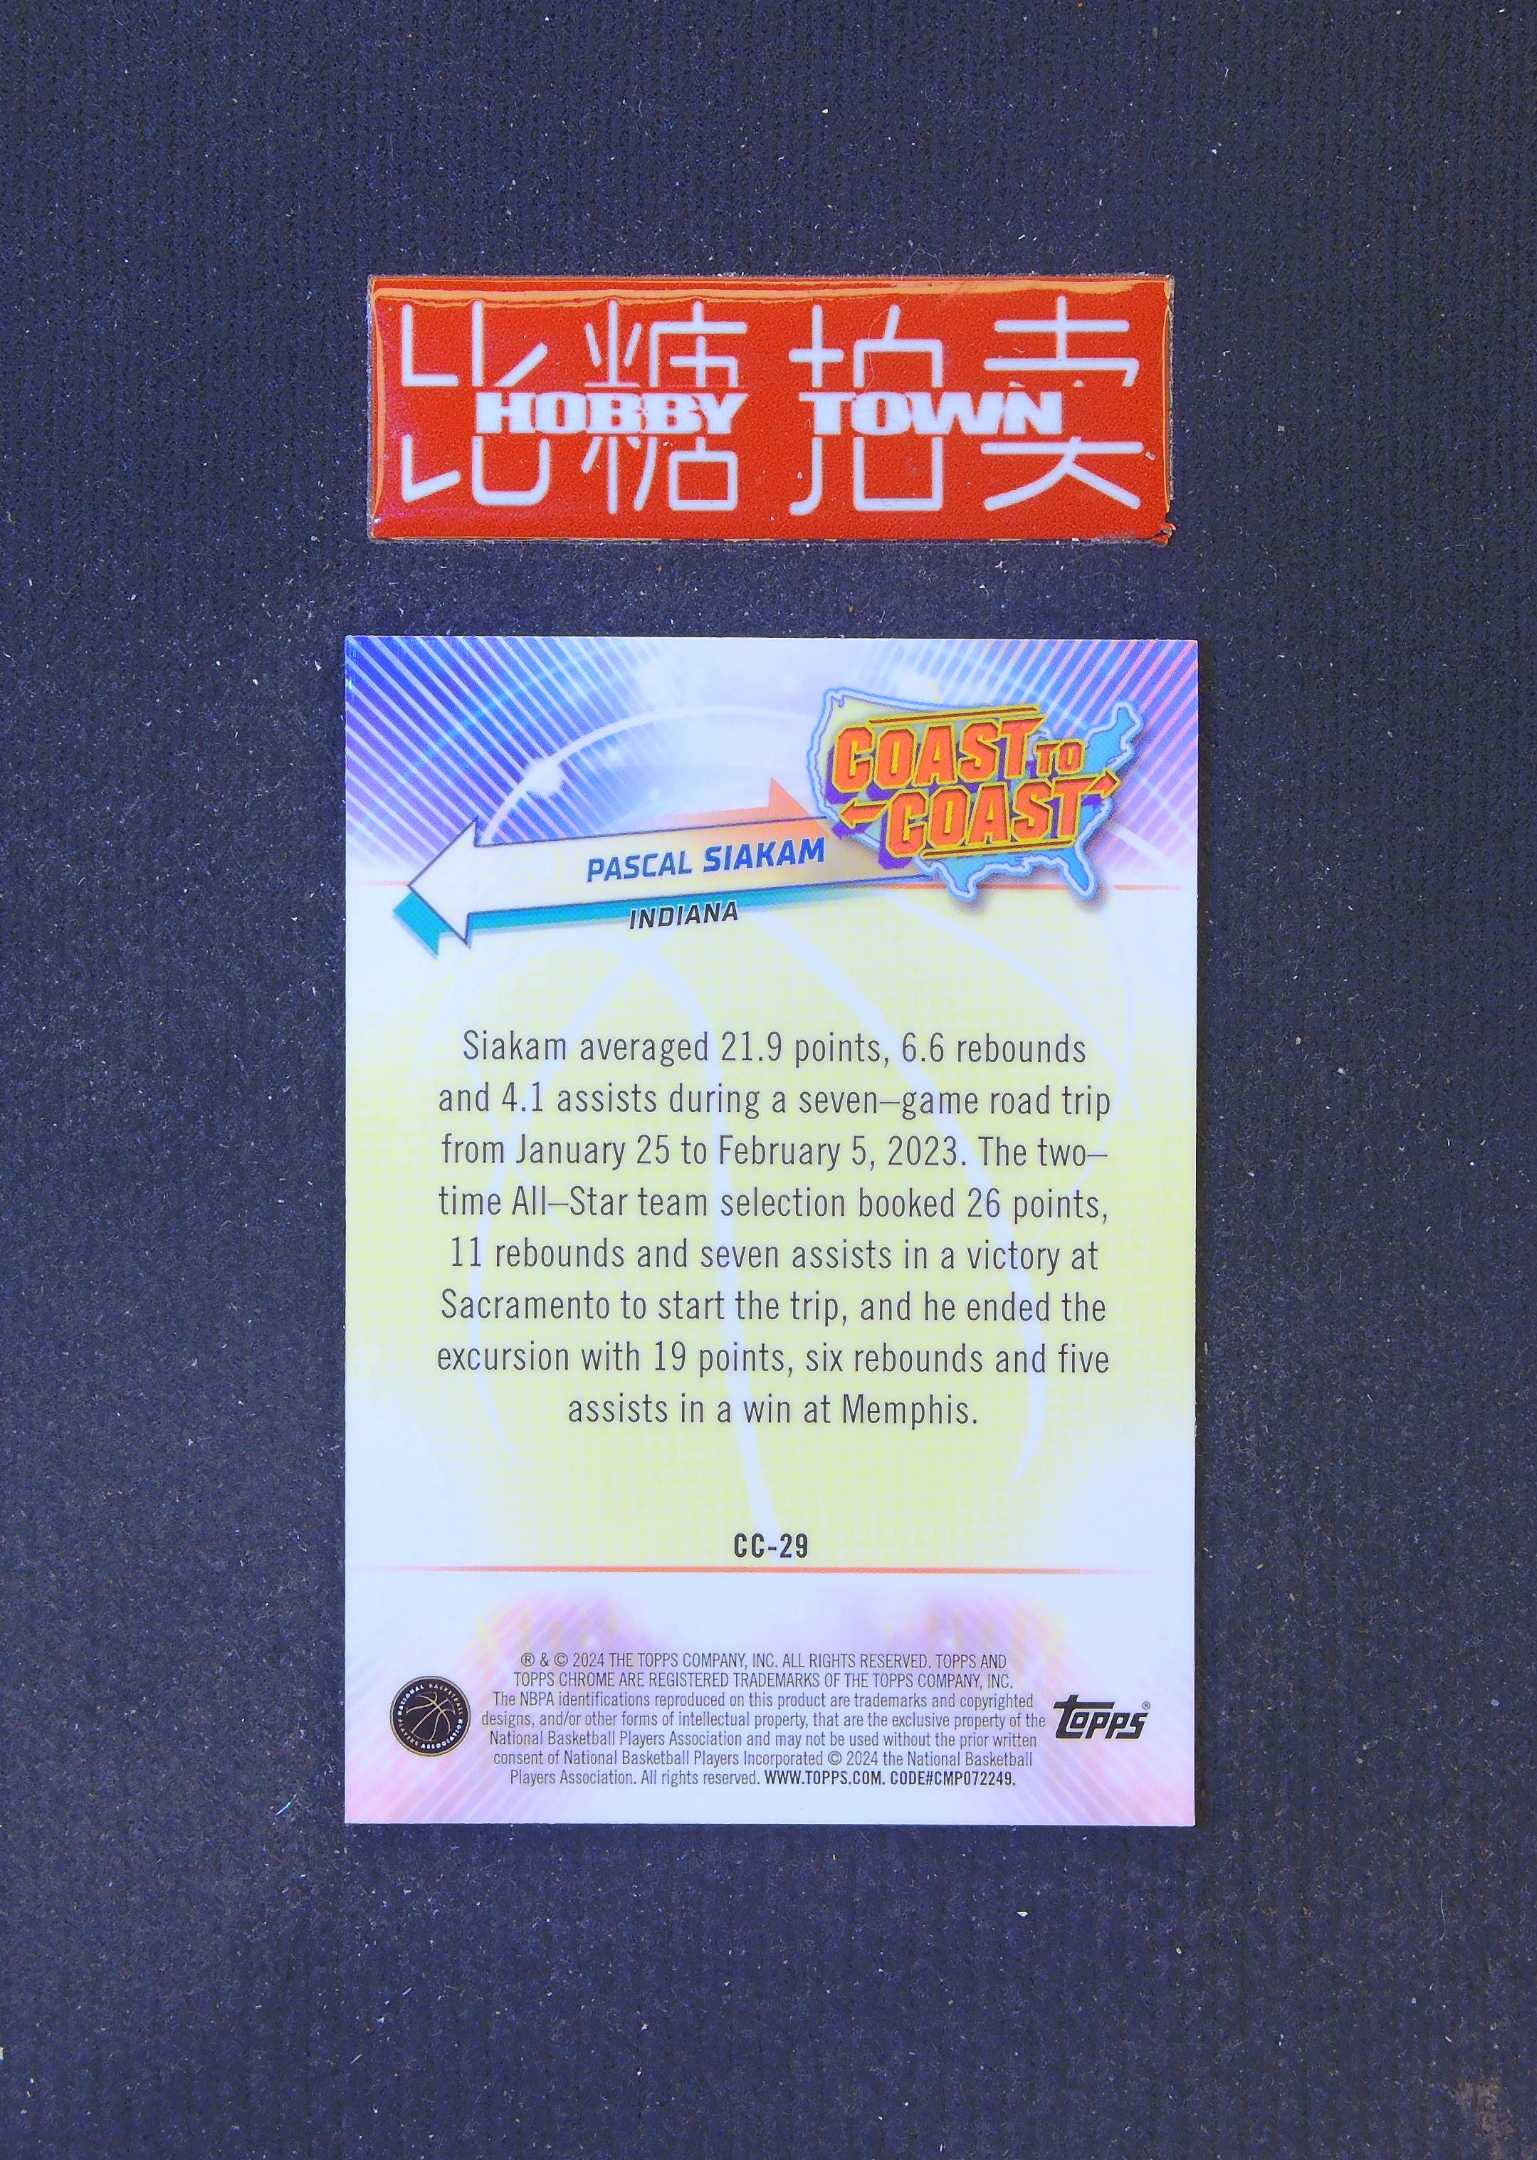 比糖拍卖
HOBBY TOWN
COAST TO
COAST
PASCAL SIAKAM
INDIANA
Siakam averaged 21.9 points, 6.6 rebounds
and 4.1 assists during a seven–game road trip
from January 25 to February 5, 2023. The two–
time All–Star team selection booked 26 points,
11 rebounds and seven assists in a victory at
Sacramento to start the trip, and he ended the
excursion with 19 points, six rebounds and five
assists in a win at Memphis.
CC-29
® & © 2024 THE TOPPS COMPANY, INC. ALL RIGHTS RESERVED. TOPPS AND
TOPPS CHROME ARE REGISTERED TRADEMARKS OF THE TOPPS COMPANY, INC.
The NBPA identifications reproduced on this product are trademarks and copyrighted
designs, and/or other forms of intellectual property, that are the exclusive property of the
National Basketball Players Association and may not be used without the prior written
consent of National Basketball Players Incorporated © 2024 the National Basketball
Players Association. All rights reserved. WWW.TOPPS.COM. CODE#CMP072249.
NATIONAL BASKETBALL
PLAYERS ASSOCIATION
Topps®